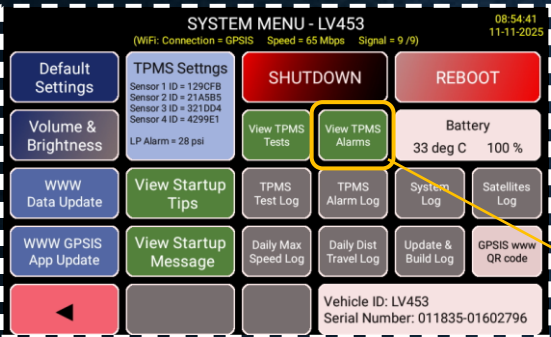 SYSTEM MENU - LV453
(WiFi: Connection = GPSIS Speed = 65 Mbps Signal = 9 /9)
08:54:41
11-11-2025
Default
Settings
TPMS Settngs
Sensor 1 ID = 129CFB
Sensor 2 ID = 21A5B5
Sensor 3 ID = 321DD4
Sensor 4 ID = 4299E1
LP Alarm = 28 psi
SHUTDOWN
REBOOT
Volume &
Brightness
View TPMS
Tests
View TPMS
Alarms
Battery
33 deg C 100 %
WWW
Data Update
View Startup
Tips
TPMS
Test Log
TPMS
Alarm Log
System
Log
Satellites
Log
WWW GPSIS
App Update
View Startup
Message
Daily Max
Speed Log
Daily Dist
Travel Log
Update &
Build Log
GPSIS www
QR code
Vehicle ID: LV453
Serial Number: 011835-01602796